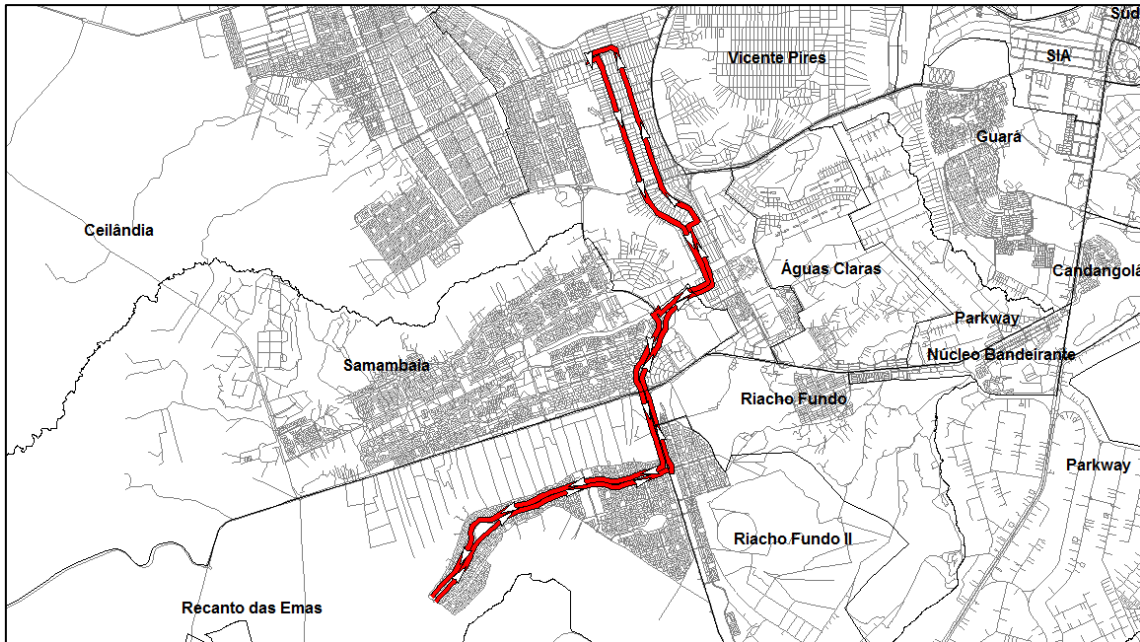 Súd
Vicente Pires
SIA
Guará
Ceilândia
Águas Claras
Candangolâ
Parkway
Núcleo Bandeirante
Samambaia
Riacho Fundo
Parkway
Riacho Fundo II
Recanto das Emas